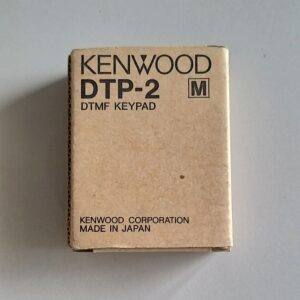 KENWOOD
DTP-2 M
DTMF KEYPAD
KENWOOD CORPORATION
MADE IN JAPAN